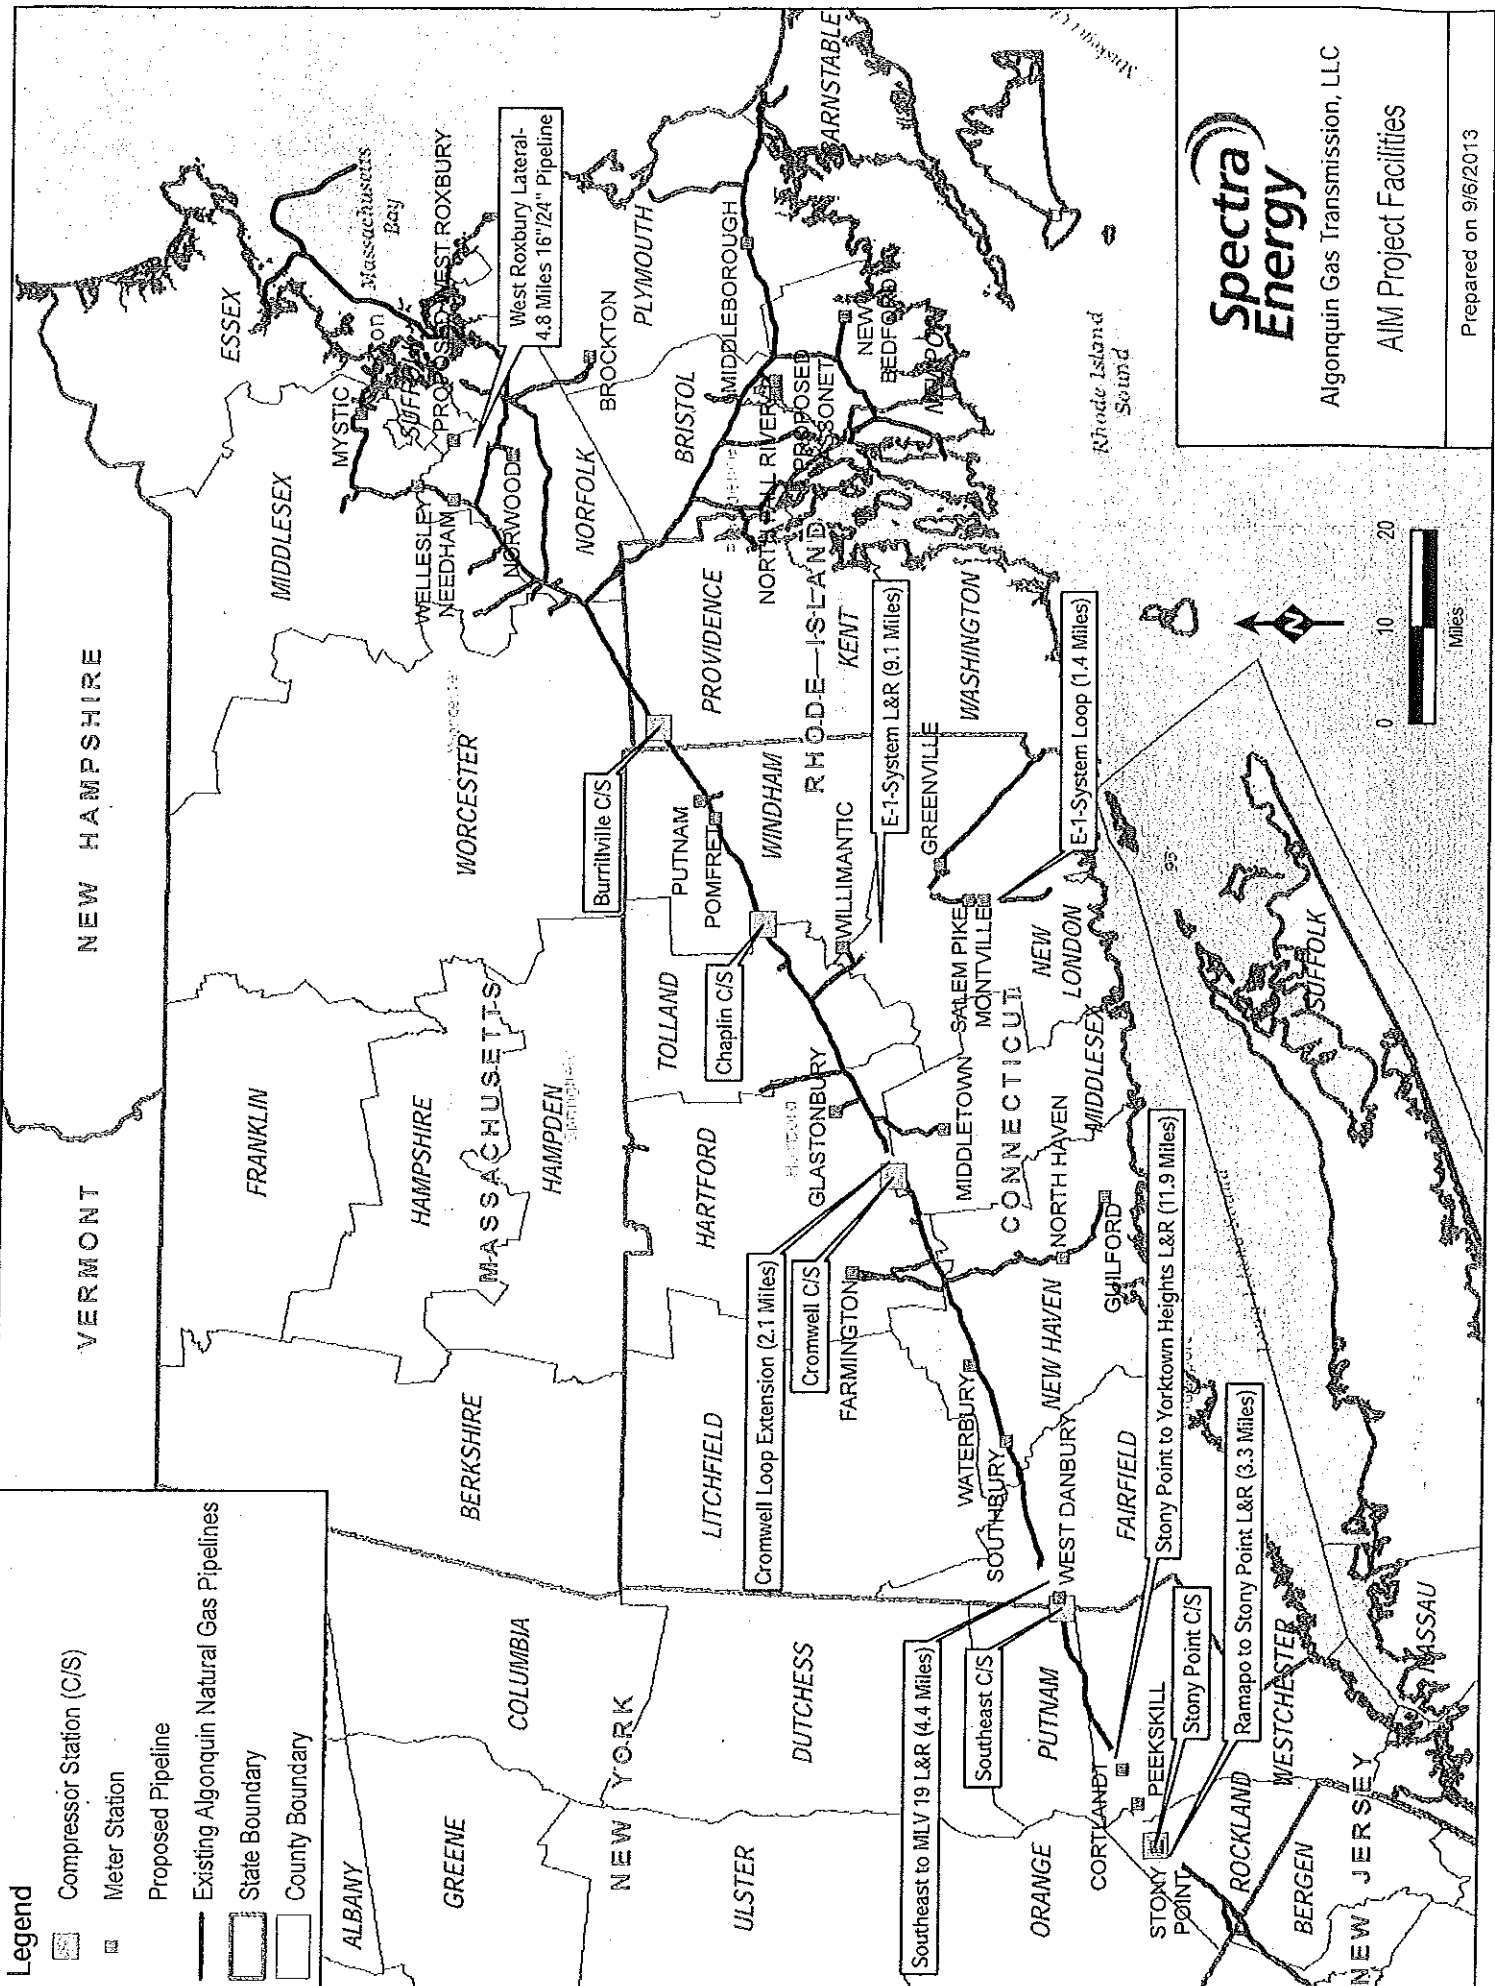 Legend
Compressor Station (C/S)
Meter Station
Proposed Pipeline
Existing Algonquin Natural Gas Pipelines
State Boundary
County Boundary
VERMONT
NEW HAMPSHIRE
ALBANY
GREENE
COLUMBIA
NEW YORK
ULSTER
DUTCHESS
ORANGE
PUTNAM
ROCKLAND
WESTCHESTER
BERGEN
NEW JERSEY
NASSAU
SUFFOLK
BERKSHIRE
FRANKLIN
HAMPSHIRE
MASSACHUSETTS
HAMPDEN
WORCESTER
MIDDLESEX
ESSEX
SUFFOLK
NORFOLK
BRISTOL
PLYMOUTH
BARNSTABLE
Massachusetts
Bay
LITCHFIELD
HARTFORD
TOLLAND
WINDHAM
CONNECTICUT
FAIRFIELD
NEW HAVEN
MIDDLESEX
NEW
LONDON
PROVIDENCE
RHODE ISLAND
KENT
WASHINGTON
NEWPORT
Rhode Island
Sound
MYSTIC
WELLESLEY
NEEDHAM
PROPOSED WEST ROXBURY
NORWOOD
BROCKTON
MIDDLEBOROUGH
NEW
BEDFORD
NORTH FALL RIVER
PROPOSED
ASSONET
PUTNAM
POMFRET
WILLIMANTIC
GREENVILLE
SALEM PIKE
MONTVILLE
GLASTONBURY
MIDDLETOWN
NORTH HAVEN
GUILFORD
FARMINGTON
WATERBURY
SOUTHBURY
WEST DANBURY
CORTLANDT
PEEKSKILL
STONY
POINT
West Roxbury Lateral-
4.8 Miles 16"/24" Pipeline
Burrillville C/S
Chaplin C/S
E-1-System L&R (9.1 Miles)
E-1-System Loop (1.4 Miles)
Cromwell Loop Extension (2.1 Miles)
Cromwell C/S
Southeast to MLV 19 L&R (4.4 Miles)
Southeast C/S
Stony Point to Yorktown Heights L&R (11.9 Miles)
Stony Point C/S
Ramapo to Stony Point L&R (3.3 Miles)
N
0 10 20
Miles
Spectra
Energy
Algonquin Gas Transmission, LLC
AIM Project Facilities
Prepared on 9/6/2013